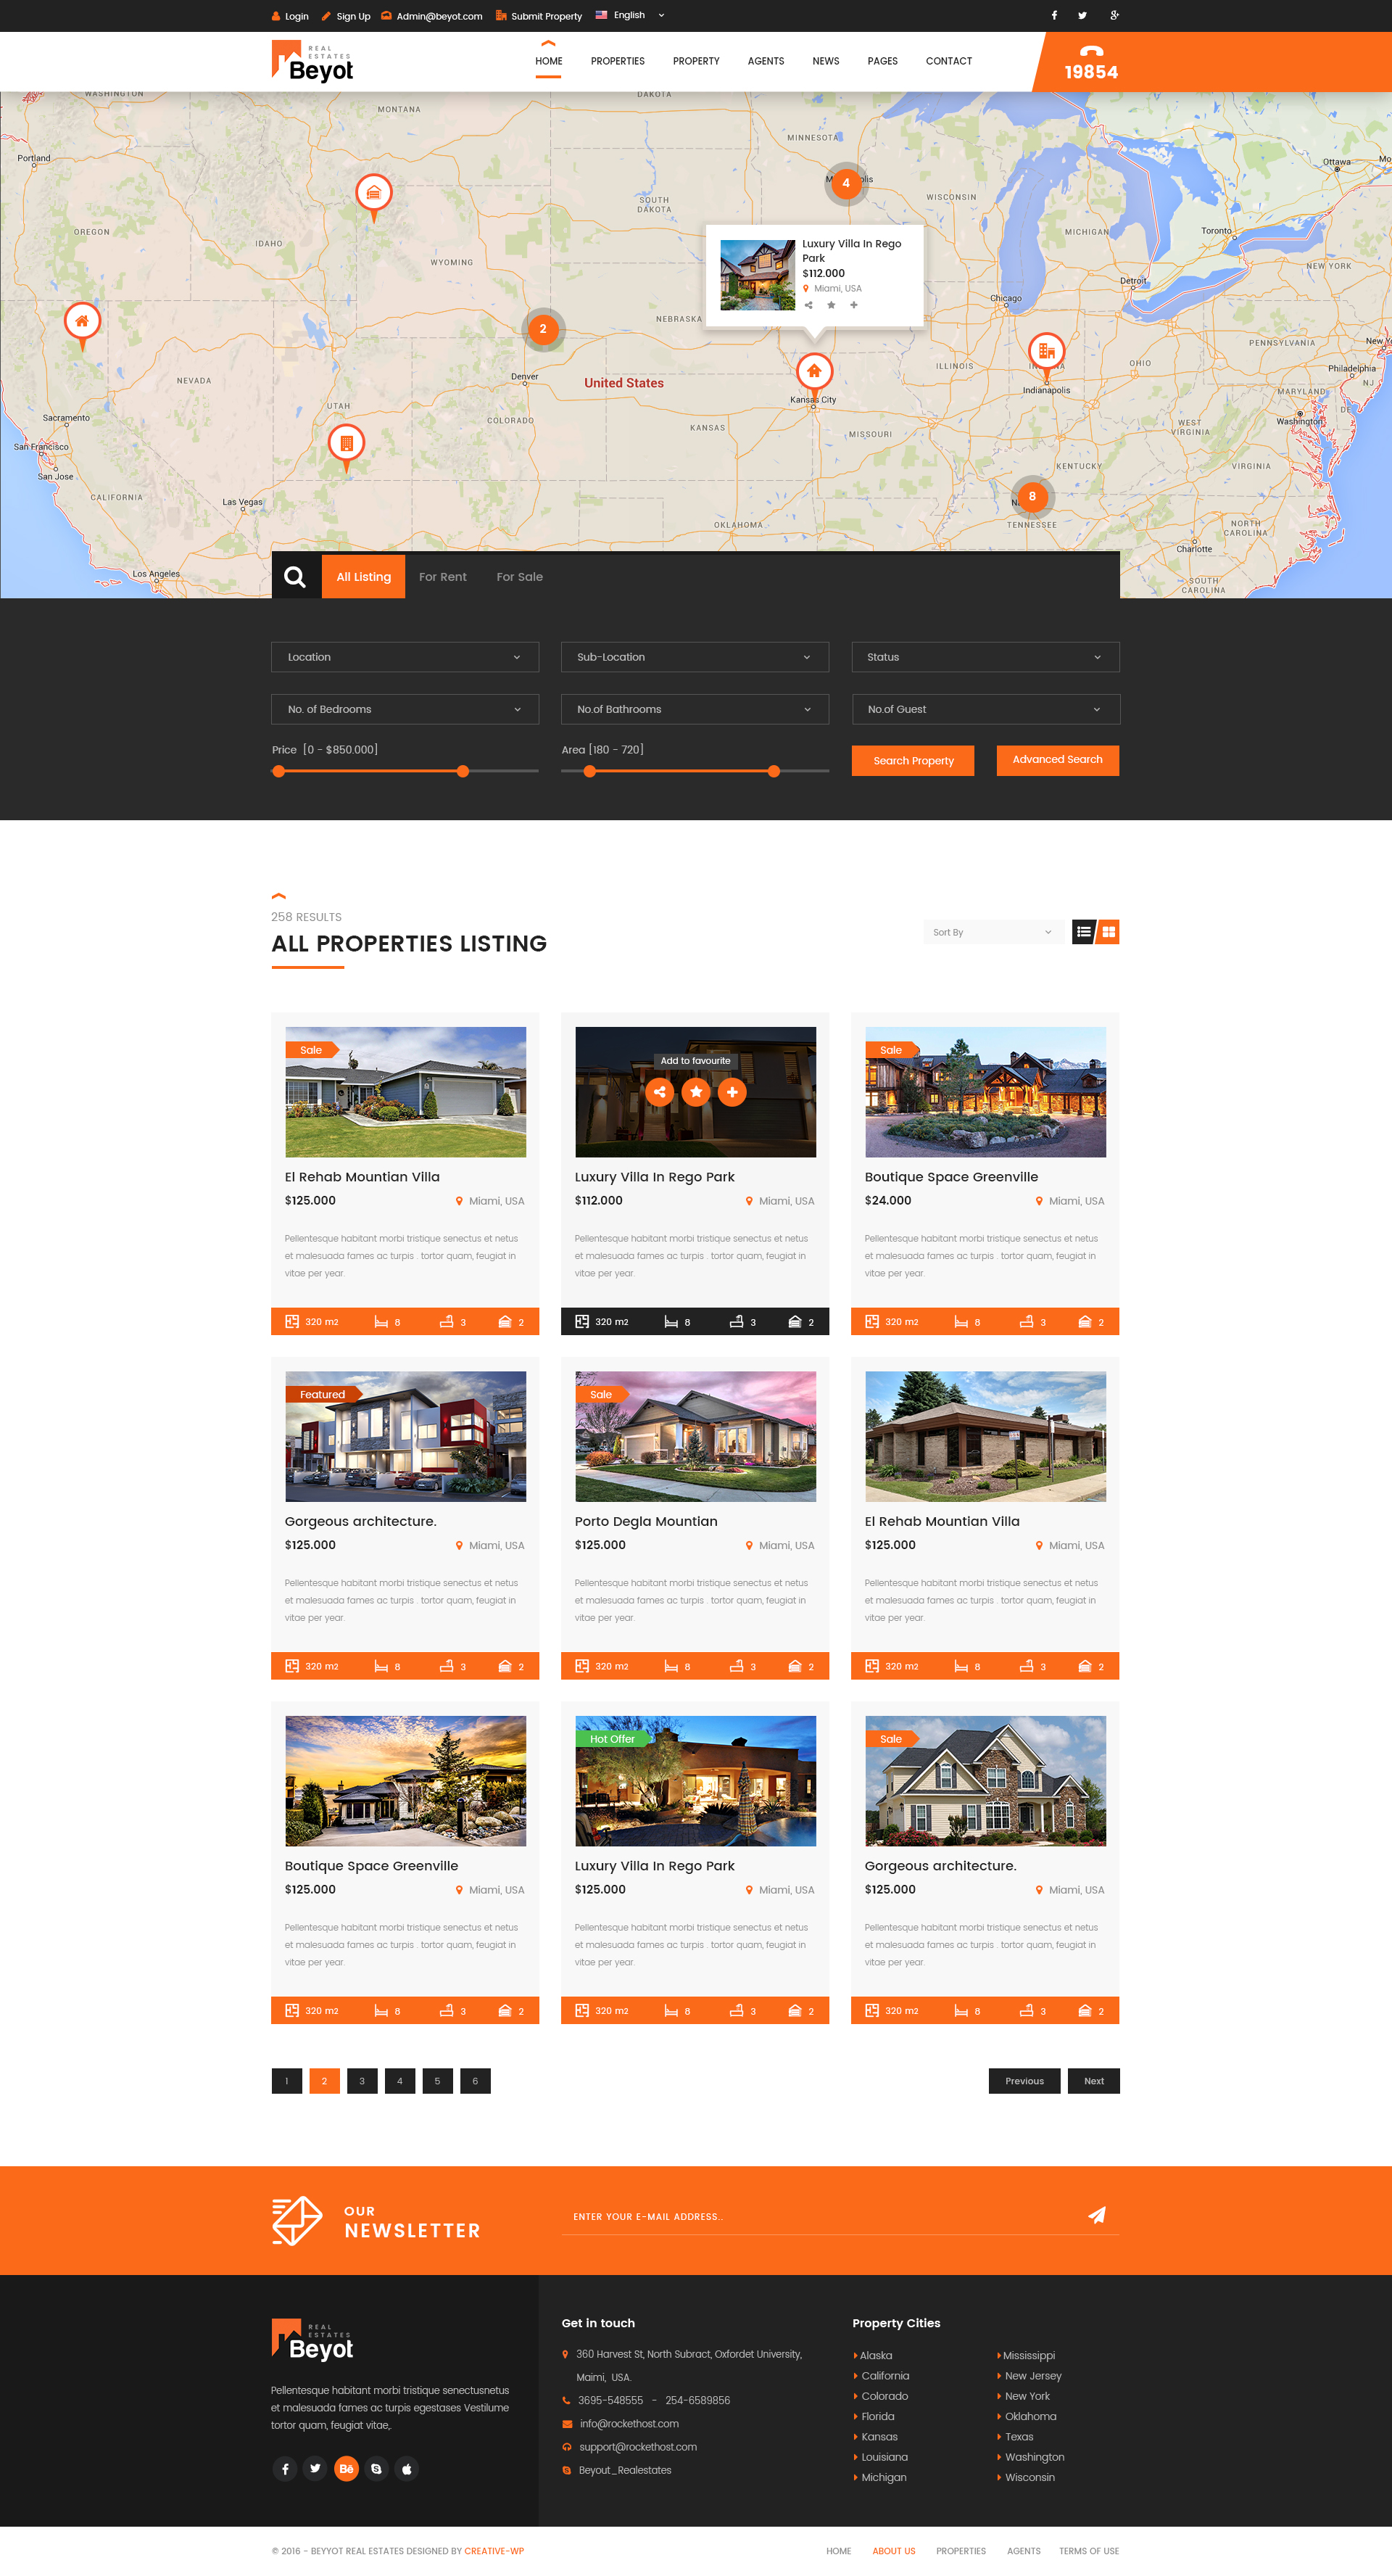 Login Sign Up Admin@beyot.com Submit Property English
REAL
ESTATES
Beyot
HOME PROPERTIES PROPERTY AGENTS NEWS PAGES CONTACT
19854
WASHINGTON
MONTANA
DAKOTA
MINNESOTA
Portland
Ottawa
OREGON
IDAHO
SOUTH
DAKOTA
WISCONSIN
4
MICHIGAN
Toronto
WYOMING
Luxury Villa In Rego
Park
$112.000
Miami, USA
NEW YORK
Detroit
Chicago
2
NEBRASKA
PENNSYLVANIA
Philadelphia
NJ
ILLINOIS
OHIO
NEVADA
Denver
United States
Indianapolis
MARYLAND
UTAH
Kansas City
Washington
Sacramento
COLORADO
KANSAS
MISSOURI
WEST
VIRGINIA
San Francisco
San Jose
KENTUCKY
VIRGINIA
CALIFORNIA
Las Vegas
8
TENNESSEE
OKLAHOMA
NORTH
CAROLINA
Charlotte
Los Angeles
SOUTH
CAROLINA
All Listing For Rent For Sale
Location Sub-Location Status
No. of Bedrooms No.of Bathrooms No.of Guest
Price [0 - $850.000] Area [180 - 720]
Search Property Advanced Search
258 RESULTS
ALL PROPERTIES LISTING
Sort By
Sale
Add to favourite
Sale
El Rehab Mountian Villa Luxury Villa In Rego Park Boutique Space Greenville
$125.000 Miami, USA $112.000 Miami, USA $24.000 Miami, USA
Pellentesque habitant morbi tristique senectus et netus Pellentesque habitant morbi tristique senectus et netus Pellentesque habitant morbi tristique senectus et netus
et malesuada fames ac turpis . tortor quam, feugiat in et malesuada fames ac turpis . tortor quam, feugiat in et malesuada fames ac turpis . tortor quam, feugiat in
vitae per year. vitae per year. vitae per year.
320 m2 8 3 2 320 m2 8 3 2 320 m2 8 3 2
Featured Sale
Gorgeous architecture. Porto Degla Mountian El Rehab Mountian Villa
$125.000 Miami, USA $125.000 Miami, USA $125.000 Miami, USA
Pellentesque habitant morbi tristique senectus et netus Pellentesque habitant morbi tristique senectus et netus Pellentesque habitant morbi tristique senectus et netus
et malesuada fames ac turpis . tortor quam, feugiat in et malesuada fames ac turpis . tortor quam, feugiat in et malesuada fames ac turpis . tortor quam, feugiat in
vitae per year. vitae per year. vitae per year.
320 m2 8 3 2 320 m2 8 3 2 320 m2 8 3 2
Hot Offer Sale
Boutique Space Greenville Luxury Villa In Rego Park Gorgeous architecture.
$125.000 Miami, USA $125.000 Miami, USA $125.000 Miami, USA
Pellentesque habitant morbi tristique senectus et netus Pellentesque habitant morbi tristique senectus et netus Pellentesque habitant morbi tristique senectus et netus
et malesuada fames ac turpis . tortor quam, feugiat in et malesuada fames ac turpis . tortor quam, feugiat in et malesuada fames ac turpis . tortor quam, feugiat in
vitae per year. vitae per year. vitae per year.
320 m2 8 3 2 320 m2 8 3 2 320 m2 8 3 2
1 2 3 4 5 6 Previous Next
OUR
NEWSLETTER
ENTER YOUR E-MAIL ADDRESS..
REAL
ESTATES
Beyot
Pellentesque habitant morbi tristique senectusnetus
et malesuada fames ac turpis egestases Vestilume
tortor quam, feugiat vitae,.
Get in touch
360 Harvest St, North Subract, Oxfordet University,
Maimi, USA.
3695-548555 - 254-6589856
info@rockethost.com
support@rockethost.com
Beyout_Realestates
Property Cities
Alaska Mississippi
California New Jersey
Colorado New York
Florida Oklahoma
Kansas Texas
Louisiana Washington
Michigan Wisconsin
© 2016 - BEYYOT REAL ESTATES DESIGNED BY CREATIVE-WP
HOME ABOUT US PROPERTIES AGENTS TERMS OF USE